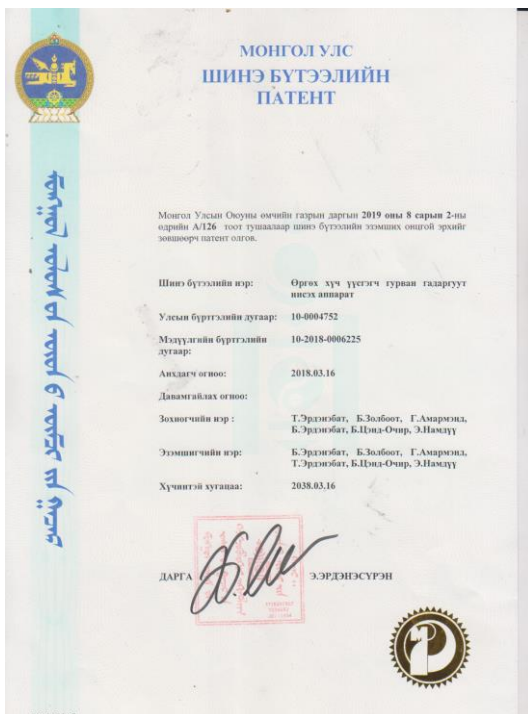 МОНГОЛ УЛС
ШИНЭ БҮТЭЭЛИЙН
ПАТЕНТ
Монгол Улсын Оюуны өмчийн газрын даргын 2019 оны 8 сарын 2-ны
өдрийн А/126 тоот тушаалаар шинэ бүтээлийн эзэмших онцгой эрхийг
зөвшөөрч патент олгов.
Шинэ бүтээлийн нэр: Өргөх хүч үүсгэгч гурван гадаргуут
нисэх аппарат
Улсын бүртгэлийн дугаар: 10-0004752
Мэдүүлгийн бүртгэлийн 10-2018-0006225
дугаар:
Анхдагч огноо: 2018.03.16
Давамгайлах огноо:
Зохиогчийн нэр : Т.Эрдэнэбат, Б.Золбоот, Г.Амармэнд,
Б.Эрдэнэбат, Б.Цэнд-Очир, Э.Намдүү
Эзэмшигчийн нэр: Б.Эрдэнэбат, Б.Золбоот, Г.Амармэнд,
Т.Эрдэнэбат, Б.Цэнд-Очир, Э.Намдүү
Хүчинтэй хугацаа: 2038.03.16
ДАРГА Э.ЭРДЭНЭСҮРЭН